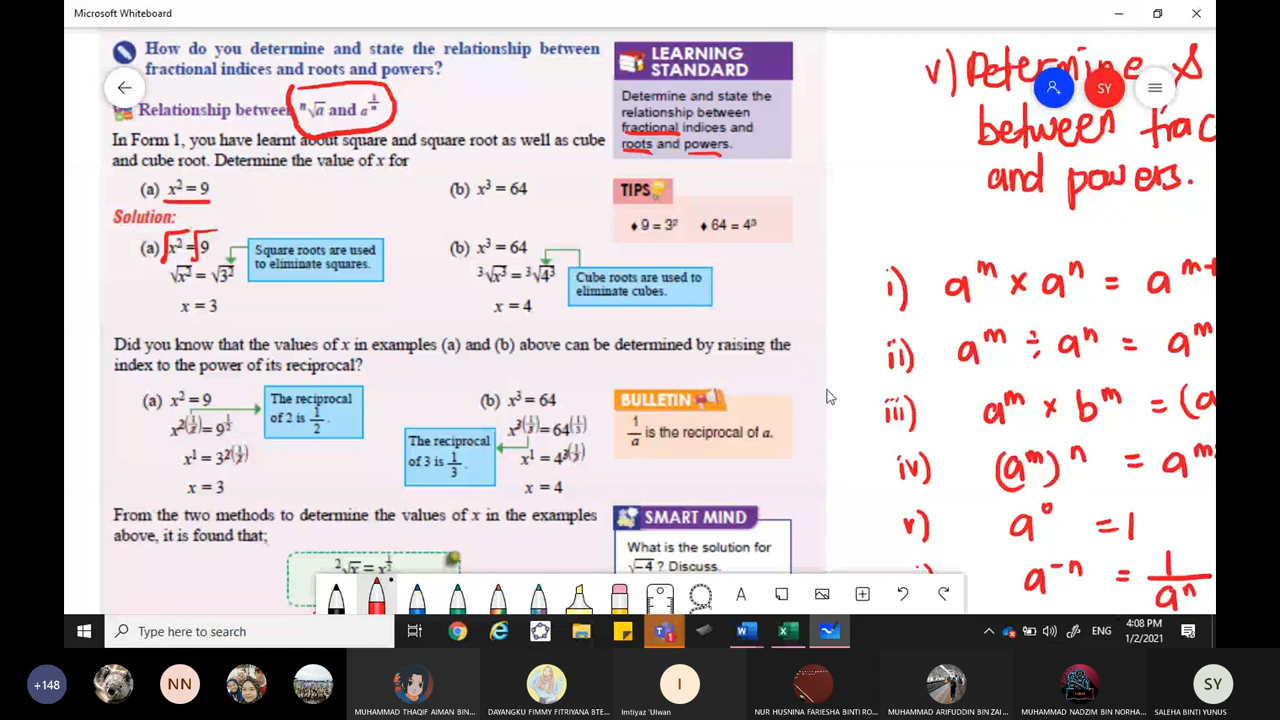 Microsoft Whiteboard
How do you determine and state the relationship between
fractional indices and roots and powers?
Relationship between ⁿ√a and a^(1/n)
In Form 1, you have learnt about square and square root as well as cube
and cube root. Determine the value of x for
(a) x² = 9
(b) x³ = 64
Solution:
(a) √x² = √9
√x² = √3²
x = 3
Square roots are used
to eliminate squares.
(b) x³ = 64
³√x³ = ³√4³
x = 4
Cube roots are used to
eliminate cubes.
Did you know that the values of x in examples (a) and (b) above can be determined by raising the
index to the power of its reciprocal?
(a) x² = 9
x^2(1/2) = 9^(1/2)
x¹ = 3^2(1/2)
x = 3
The reciprocal
of 2 is 1/2.
(b) x³ = 64
x^3(1/3) = 64^(1/3)
x¹ = 4^3(1/3)
x = 4
The reciprocal
of 3 is 1/3.
From the two methods to determine the values of x in the examples
above, it is found that;
²√x = x^(1/2)
LEARNING
STANDARD
Determine and state the
relationship between
fractional indices and
roots and powers.
TIPS
♦ 9 = 3² ♦ 64 = 4³
BULLETIN
1/a is the reciprocal of a.
SMART MIND
What is the solution for
√-4 ? Discuss.
v) Determine &
between frac
and powers.
i) a^m × a^n = a^m+
ii) a^m ÷ a^n = a^m
iii) a^m × b^m = (a
iv) (a^m)^n = a^m
v) a⁰ = 1
a^-n = 1/a^n
SY
A
Type here to search
ENG
4:08 PM
1/2/2021
+148
NN
I
SY
MUHAMMAD THAQIF AIMAN BIN...
DAYANGKU FIMMY FITRIYANA BTE...
Imtiyaz 'Ulwan
NUR HUSNINA FARIESHA BINTI RO...
MUHAMMAD ARIFUDDIN BIN ZAI...
MUHAMMAD NADZIM BIN NORHA...
SALEHA BINTI YUNUS